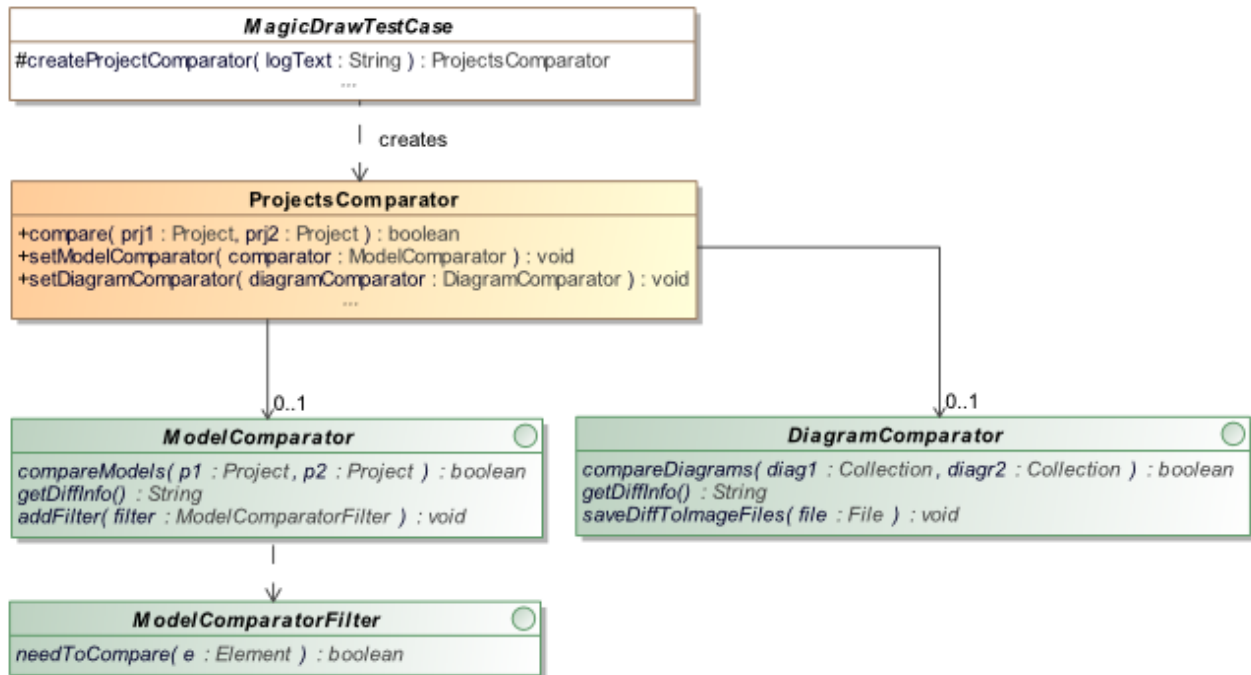 MagicDrawTestCase
#createProjectComparator( logText : String ) : ProjectsComparator
...
creates
ProjectsComparator
+compare( prj1 : Project, prj2 : Project ) : boolean
+setModelComparator( comparator : ModelComparator ) : void
+setDiagramComparator( diagramComparator : DiagramComparator ) : void
...
0..1
0..1
ModelComparator
compareModels( p1 : Project, p2 : Project ) : boolean
getDiffInfo() : String
addFilter( filter : ModelComparatorFilter ) : void
DiagramComparator
compareDiagrams( diag1 : Collection, diagr2 : Collection ) : boolean
getDiffInfo() : String
saveDiffToImageFiles( file : File ) : void
ModelComparatorFilter
needToCompare( e : Element ) : boolean